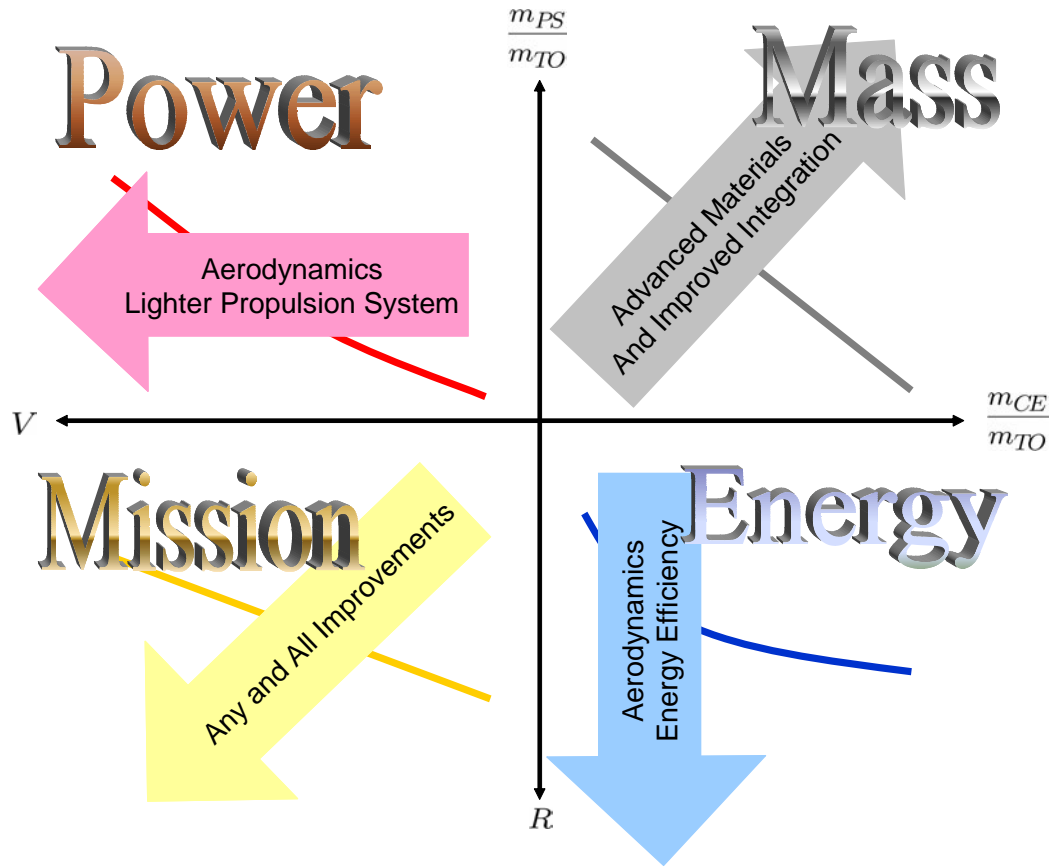 m_PS
m_TO
Power
Mass
Advanced Materials
And Improved Integration
Aerodynamics
Lighter Propulsion System
V
m_CE
m_TO
Mission
Energy
Any and All Improvements
Aerodynamics
Energy Efficiency
R